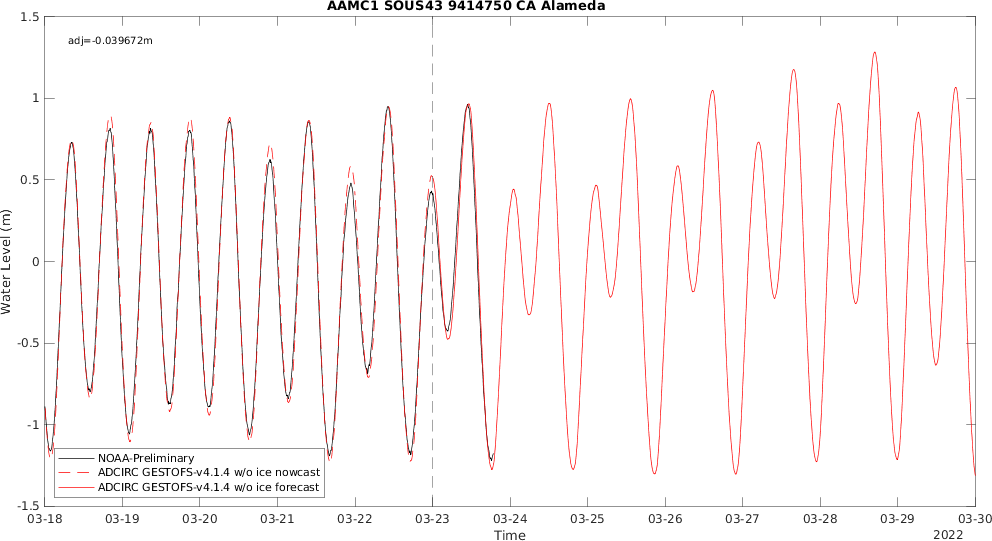 AAMC1 SOUS43 9414750 CA Alameda
adj=-0.039672m
1.5
1
0.5
0
-0.5
-1
-1.5
Water Level (m)
NOAA-Preliminary
ADCIRC GESTOFS-v4.1.4 w/o ice nowcast
ADCIRC GESTOFS-v4.1.4 w/o ice forecast
03-18 03-19 03-20 03-21 03-22 03-23 03-24 03-25 03-26 03-27 03-28 03-29 03-30
Time
2022